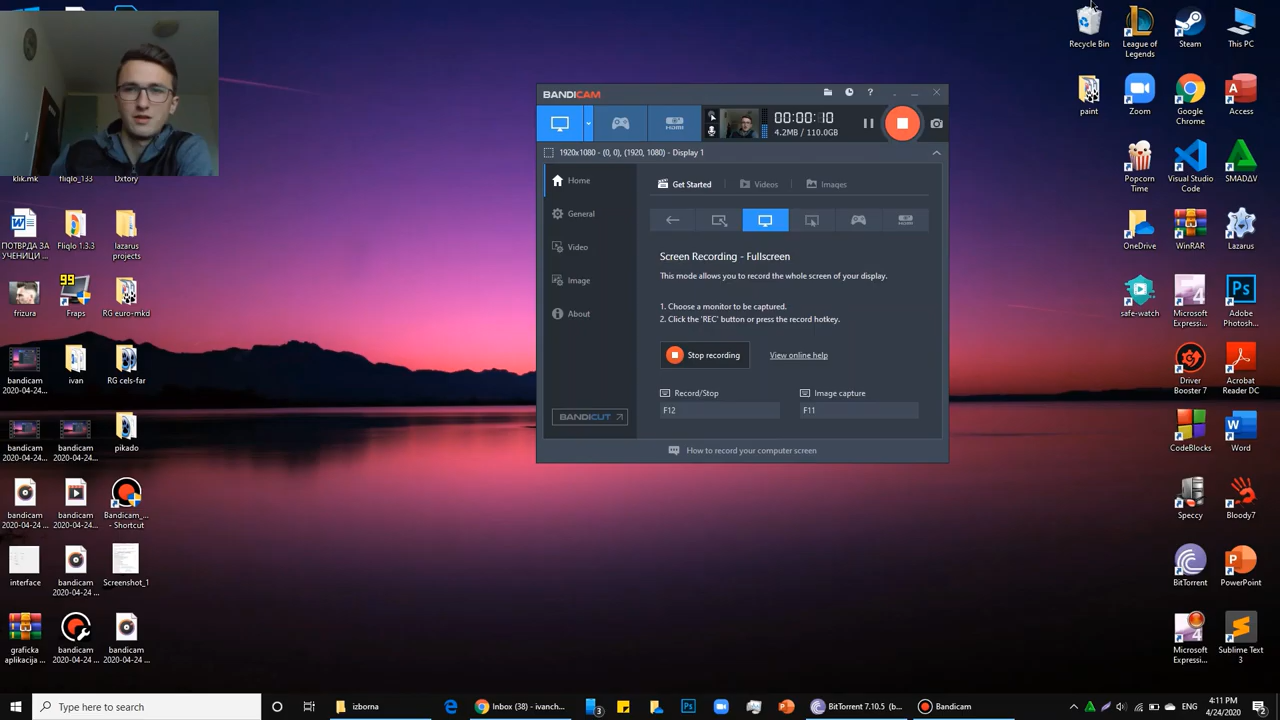 klik.mk
fliqlo_133
Dxtory
ПОТВРДА ЗА
УЧЕНИЦИ ...
Fliqlo 1.3.3
lazarus
projects
frizura
99
Fraps
RG euro-mkd
bandicam
2020-04-24 ...
ivan
RG cels-far
bandicam
2020-04-24 ...
bandicam
2020-04-24 ...
pikado
bandicam
2020-04-24 ...
bandicam
2020-04-24 ...
Bandicam_...
- Shortcut
interface
bandicam
2020-04-24 ...
Screenshot_1
graficka
aplikacija ...
bandicam
2020-04-24 ...
bandicam
2020-04-24 ...
BANDICAM
?
HDMI
00:00:10
4.2MB / 110.0GB
1920x1080 - (0, 0), (1920, 1080) - Display 1
Home
General
Video
Image
About
BANDICUT
Get Started
Videos
Images
HDMI
Screen Recording - Fullscreen
This mode allows you to record the whole screen of your display.
1. Choose a monitor to be captured.
2. Click the 'REC' button or press the record hotkey.
Stop recording
View online help
Record/Stop
Image capture
F12
F11
How to record your computer screen
Recycle Bin
League of
Legends
Steam
This PC
paint
Zoom
Google
Chrome
Access
Popcorn
Time
Visual Studio
Code
SMADΔV
OneDrive
WinRAR
Lazarus
safe-watch
Microsoft
Expressi...
Adobe
Photosh...
Driver
Booster 7
Acrobat
Reader DC
CodeBlocks
Word
Speccy
Bloody7
BitTorrent
PowerPoint
Microsoft
Expressi...
Sublime Text
3
Type here to search
izborna
Inbox (38) - ivanch...
3
BitTorrent 7.10.5 (b...
Bandicam
ENG
4:11 PM
4/24/2020
2